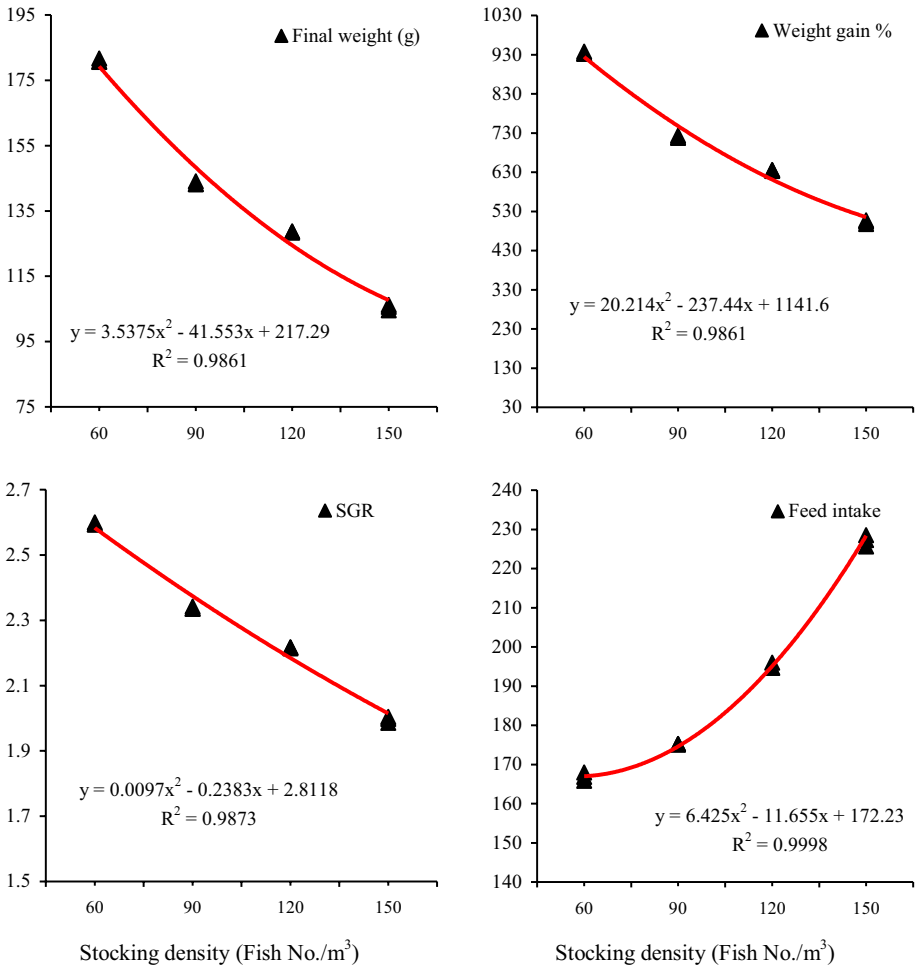 195
175
155
135
115
95
75
▲ Final weight (g)
y = 3.5375x² - 41.553x + 217.29
R² = 0.9861
60 90 120 150
1030
930
830
730
630
530
430
330
230
130
30
▲ Weight gain %
y = 20.214x² - 237.44x + 1141.6
R² = 0.9861
60 90 120 150
2.7
2.5
2.3
2.1
1.9
1.7
1.5
▲ SGR
y = 0.0097x² - 0.2383x + 2.8118
R² = 0.9873
60 90 120 150
Stocking density (Fish No./m³)
240
230
220
210
200
190
180
170
160
150
140
▲ Feed intake
y = 6.425x² - 11.655x + 172.23
R² = 0.9998
60 90 120 150
Stocking density (Fish No./m³)